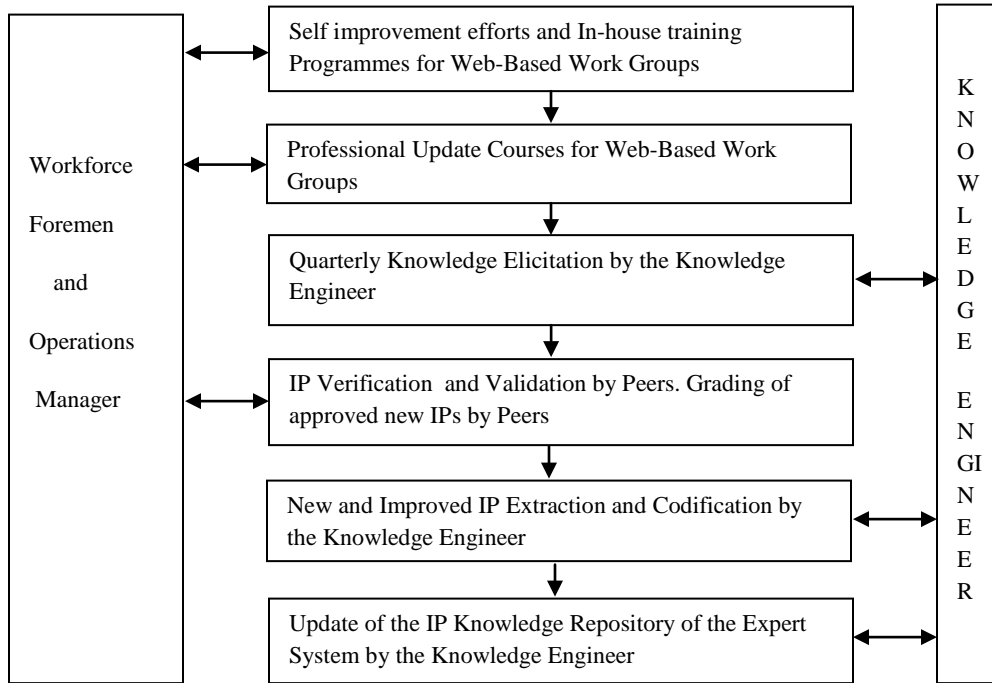 Self improvement efforts and In-house training
Programmes for Web-Based Work Groups
Professional Update Courses for Web-Based Work
Groups
Workforce
Foremen
and
Operations
Manager
Quarterly Knowledge Elicitation by the Knowledge
Engineer
IP Verification and Validation by Peers. Grading of
approved new IPs by Peers
New and Improved IP Extraction and Codification by
the Knowledge Engineer
Update of the IP Knowledge Repository of the Expert
System by the Knowledge Engineer
K
N
O
W
L
E
D
G
E
E
N
GI
N
E
E
R